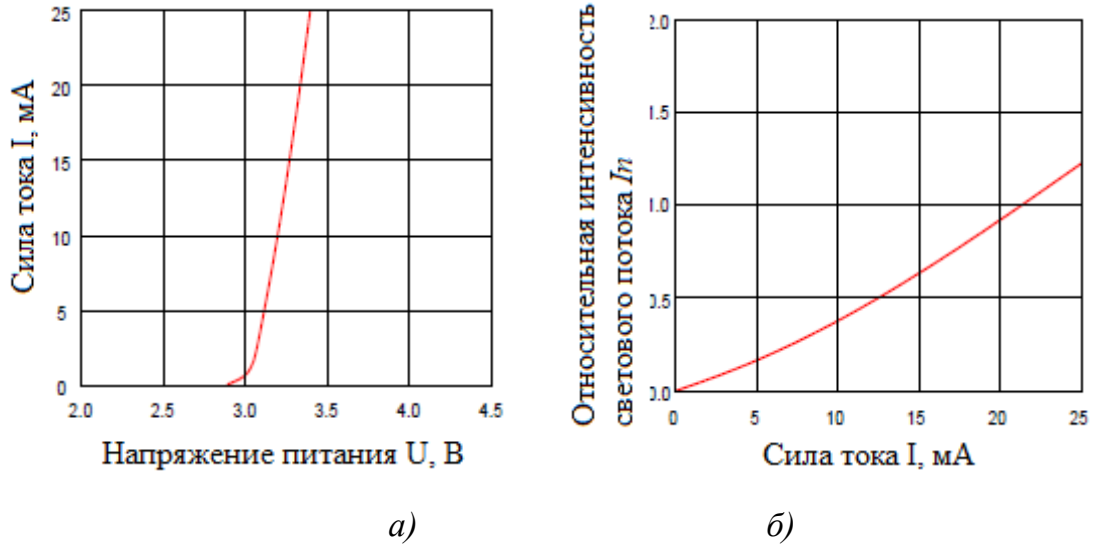 25
20
15
10
5
0
2.0 2.5 3.0 3.5 4.0 4.5
Сила тока I, мА
Напряжение питания U, В
а)
2.0
1.5
1.0
0.5
0.0
0 5 10 15 20 25
Относительная интенсивность
светового потока In
Сила тока I, мА
б)